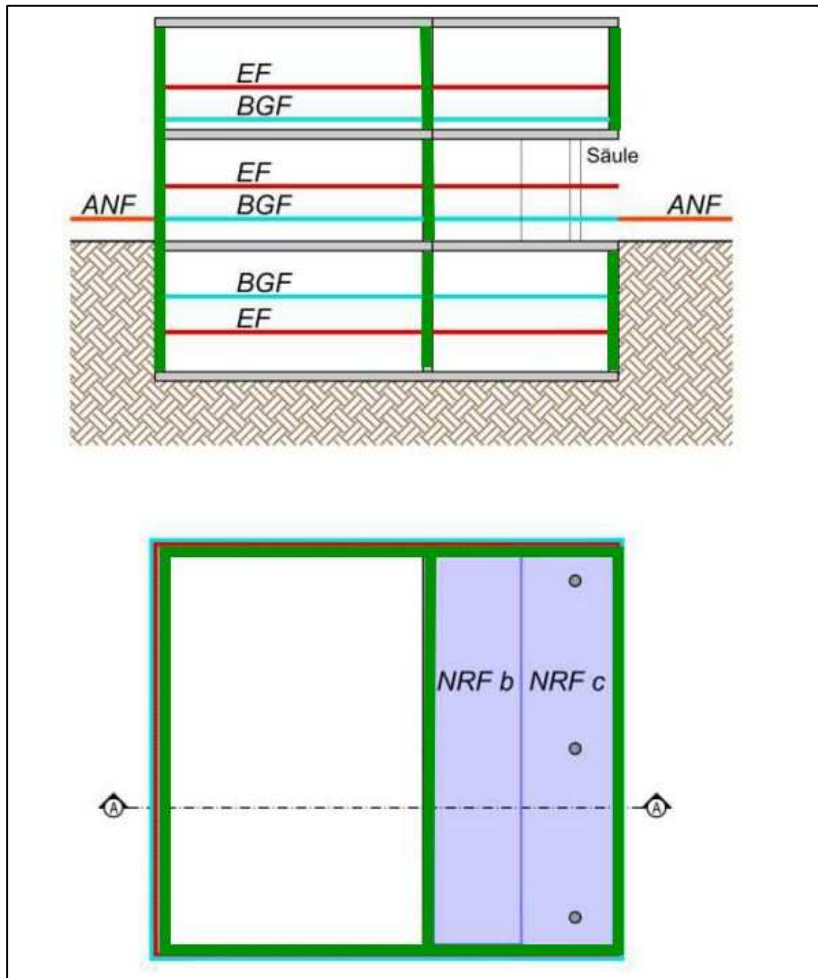 EF
BGF
Säule
EF
ANF BGF ANF
BGF
EF
NRF b NRF c
A A